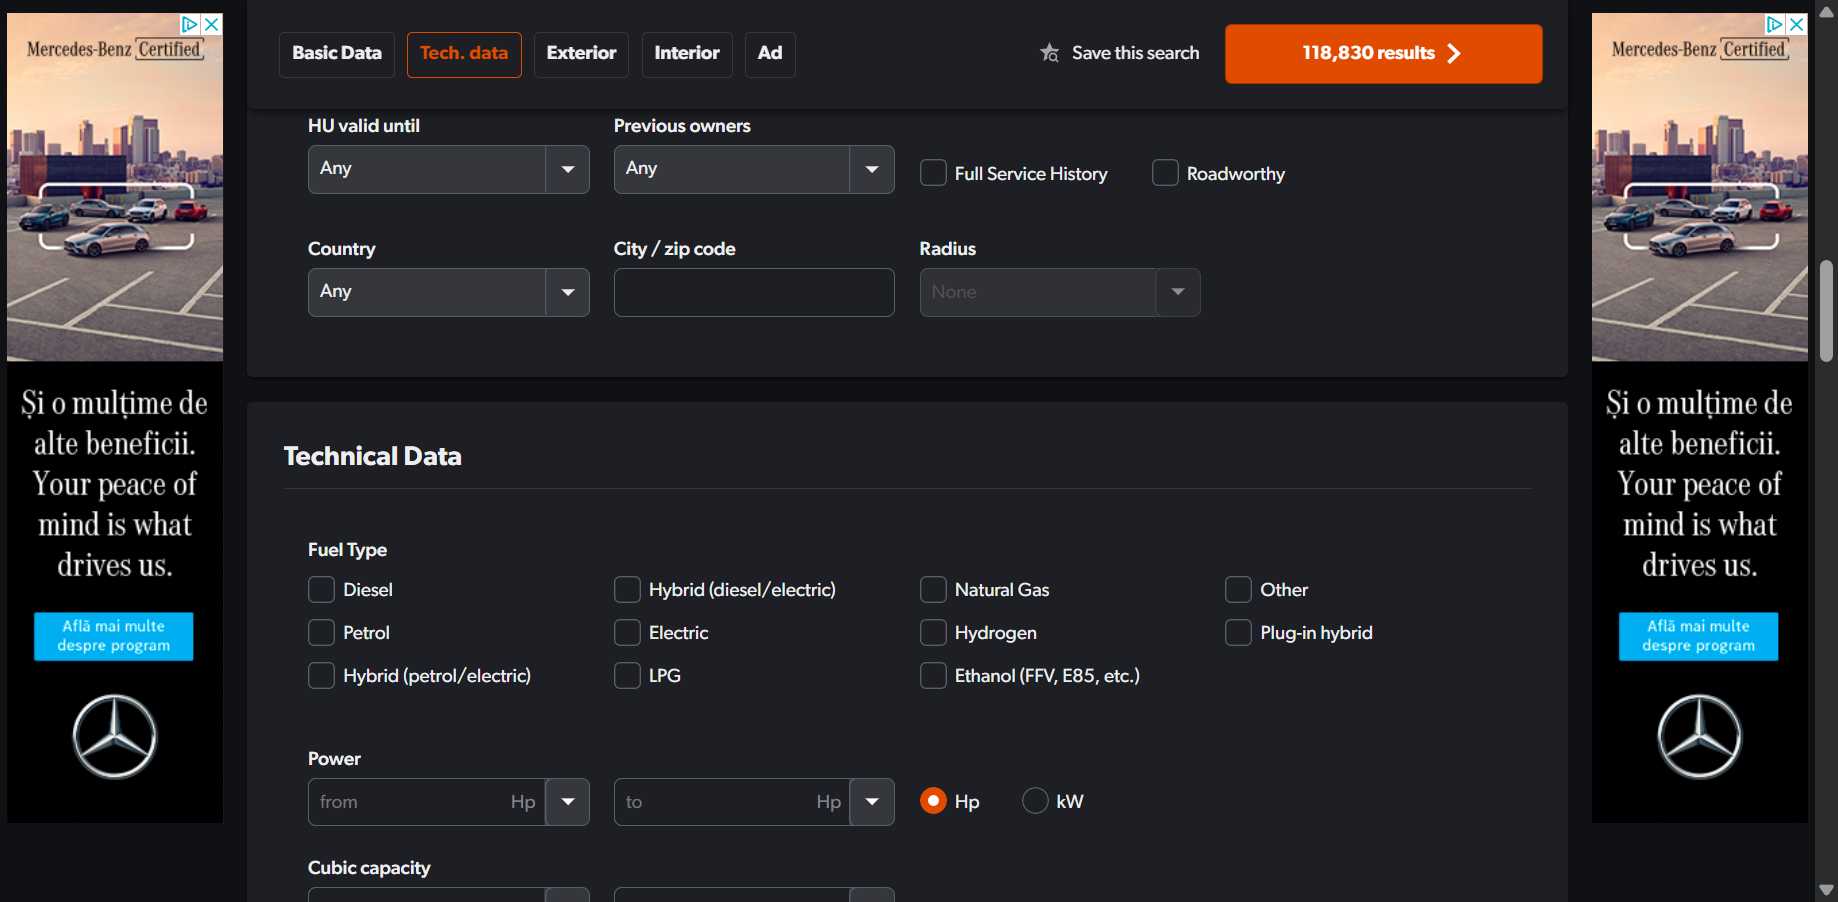 Mercedes-Benz Certified
Și o mulțime de
alte beneficii.
Your peace of
mind is what
drives us.
Află mai multe
despre program
Basic Data
Tech. data
Exterior
Interior
Ad
Save this search
118,830 results
HU valid until
Any
Previous owners
Any
Full Service History
Roadworthy
Country
Any
City / zip code
Radius
None
Technical Data
Fuel Type
Diesel
Hybrid (diesel/electric)
Natural Gas
Other
Petrol
Electric
Hydrogen
Plug-in hybrid
Hybrid (petrol/electric)
LPG
Ethanol (FFV, E85, etc.)
Power
from Hp
to Hp
Hp
kW
Cubic capacity
Mercedes-Benz Certified
Și o mulțime de
alte beneficii.
Your peace of
mind is what
drives us.
Află mai multe
despre program